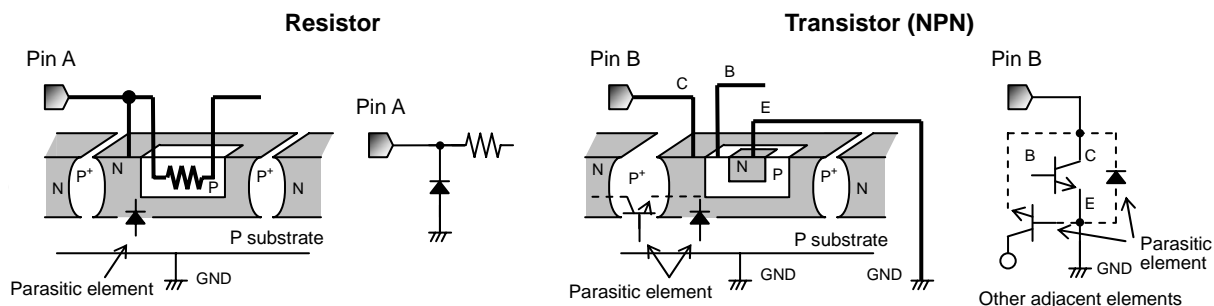 Resistor
Transistor (NPN)
Pin A
Pin A
N
P+
N
P
P+
N
P substrate
Parasitic element
GND
Pin B
C
B
E
N
P+
N
N
P
P+
N
P substrate
Parasitic element
GND
GND
Pin B
B
C
E
GND
Parasitic
element
Other adjacent elements